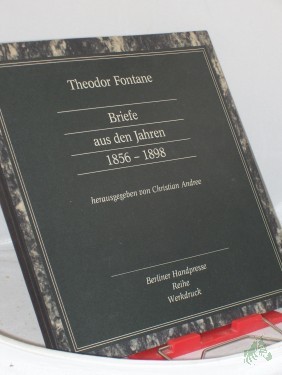 Theodor Fontane
Briefe
aus den Jahren
1856 – 1898
herausgegeben von Christian Andree
Berliner Handpresse
Reihe
Werkdruck